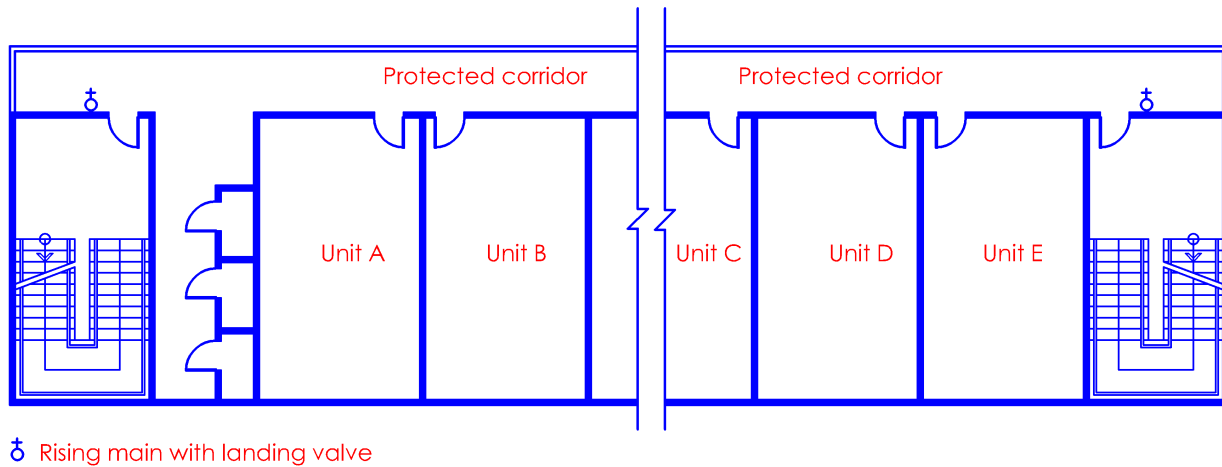 Protected corridor
Protected corridor
Unit A
Unit B
Unit C
Unit D
Unit E
Rising main with landing valve